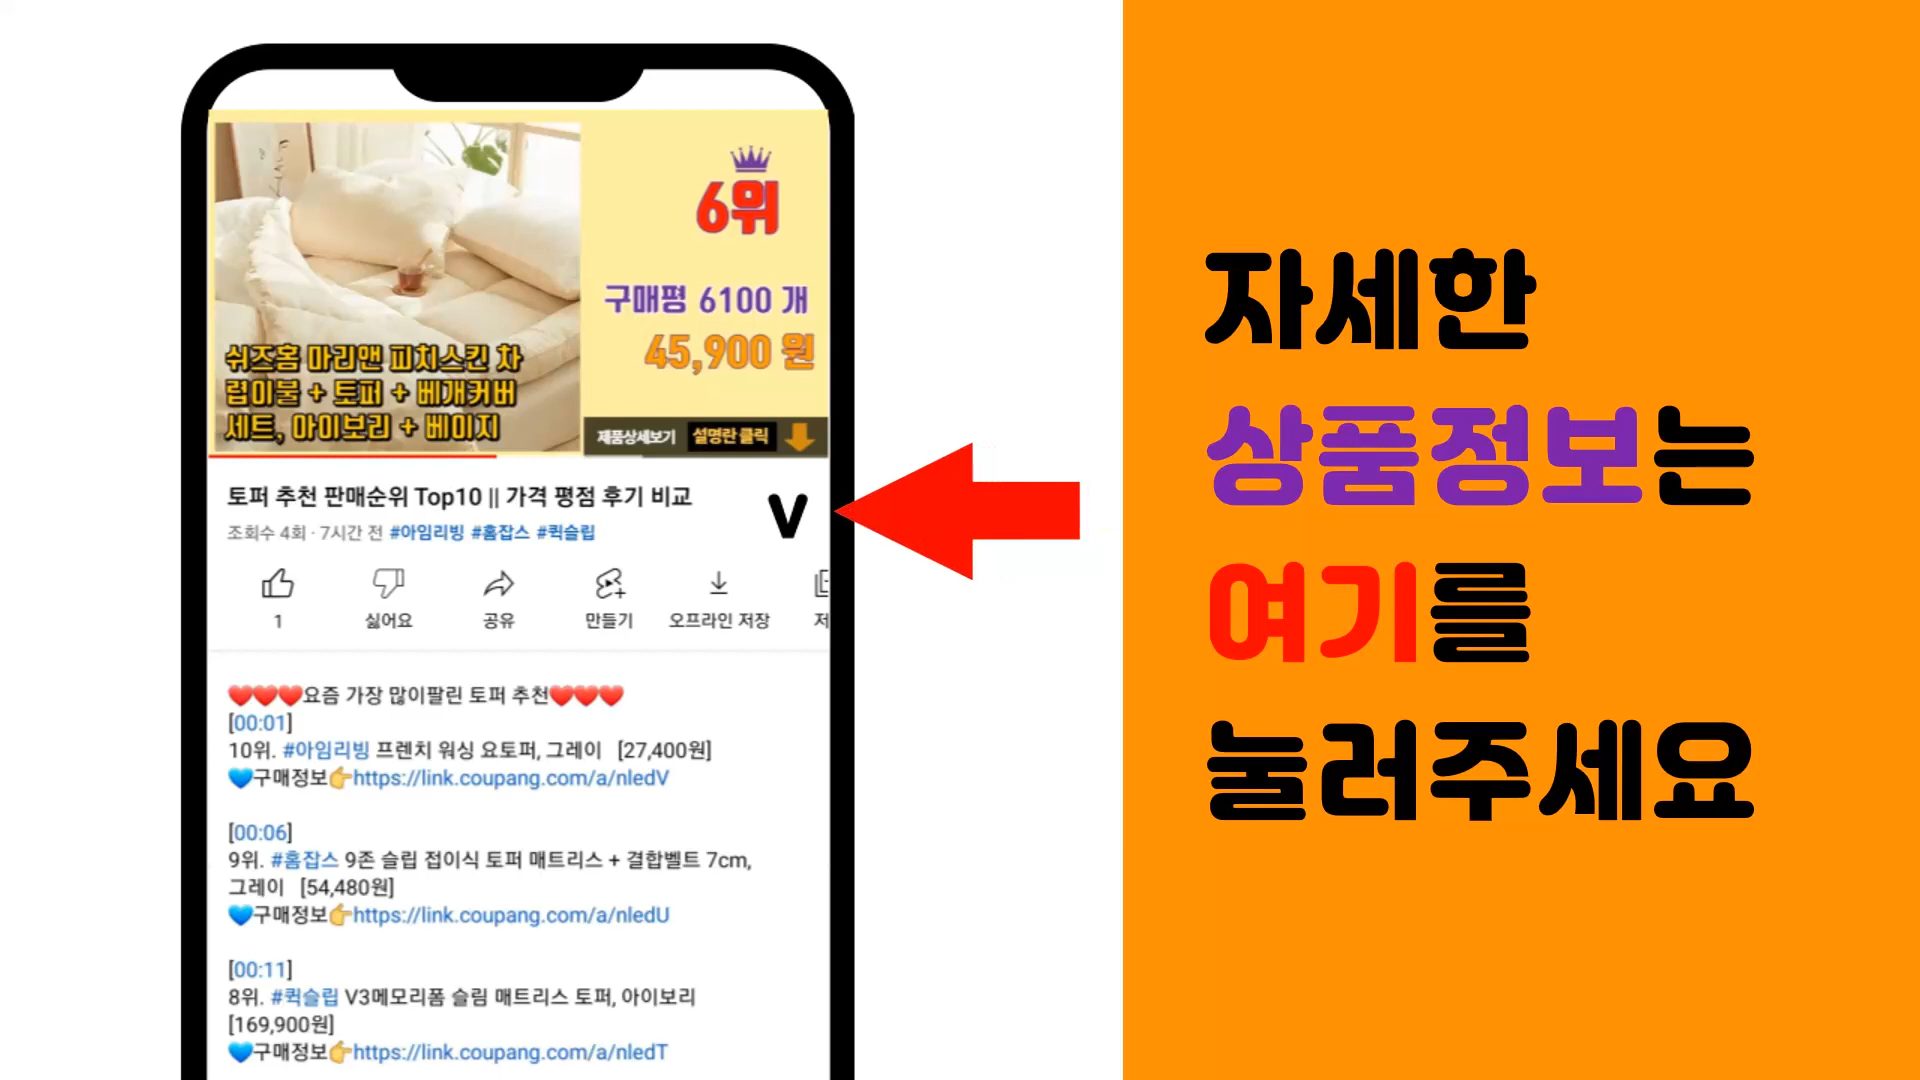 6위
구매평 6100 개
45,900 원
쉬즈홈 마리앤 피치스킨 차
렵이불 + 토퍼 + 베개커버
세트, 아이보리 + 베이지
제품상세보기 설명란 클릭
토퍼 추천 판매순위 Top10 || 가격 평점 후기 비교
V
조회수 4회 · 7시간 전 #아임리빙 #홈잡스 #퀵슬립
1 싫어요 공유 만들기 오프라인 저장 저
❤️❤️❤️요즘 가장 많이팔린 토퍼 추천❤️❤️❤️
[00:01]
10위. #아임리빙 프렌치 워싱 요토퍼, 그레이 [27,400원]
💙구매정보👉https://link.coupang.com/a/nledV
[00:06]
9위. #홈잡스 9존 슬립 접이식 토퍼 매트리스 + 결합벨트 7cm,
그레이 [54,480원]
💙구매정보👉https://link.coupang.com/a/nledU
[00:11]
8위. #퀵슬립 V3메모리폼 슬림 매트리스 토퍼, 아이보리
[169,900원]
💙구매정보👉https://link.coupang.com/a/nledT
자세한
상품정보는
여기를
눌러주세요